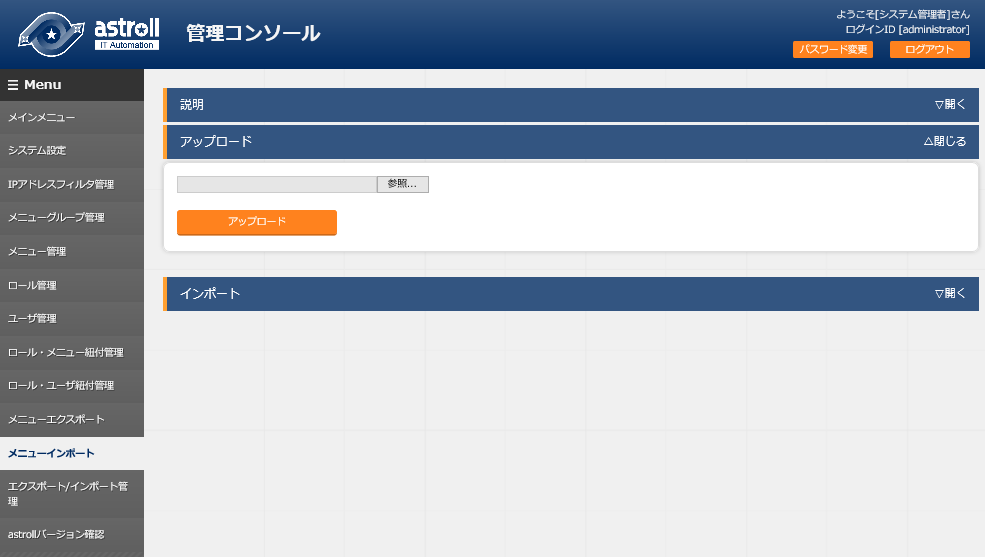 astroll
IT Automation
管理コンソール
ようこそ[システム管理者]さん
ログインID [administrator]
パスワード変更
ログアウト
☰ Menu
メインメニュー
システム設定
IPアドレスフィルタ管理
メニューグループ管理
メニュー管理
ロール管理
ユーザ管理
ロール・メニュー紐付管理
ロール・ユーザ紐付管理
メニューエクスポート
メニューインポート
エクスポート/インポート管
理
astrollバージョン確認
説明
▽開く
アップロード
△閉じる
参照...
アップロード
インポート
▽開く